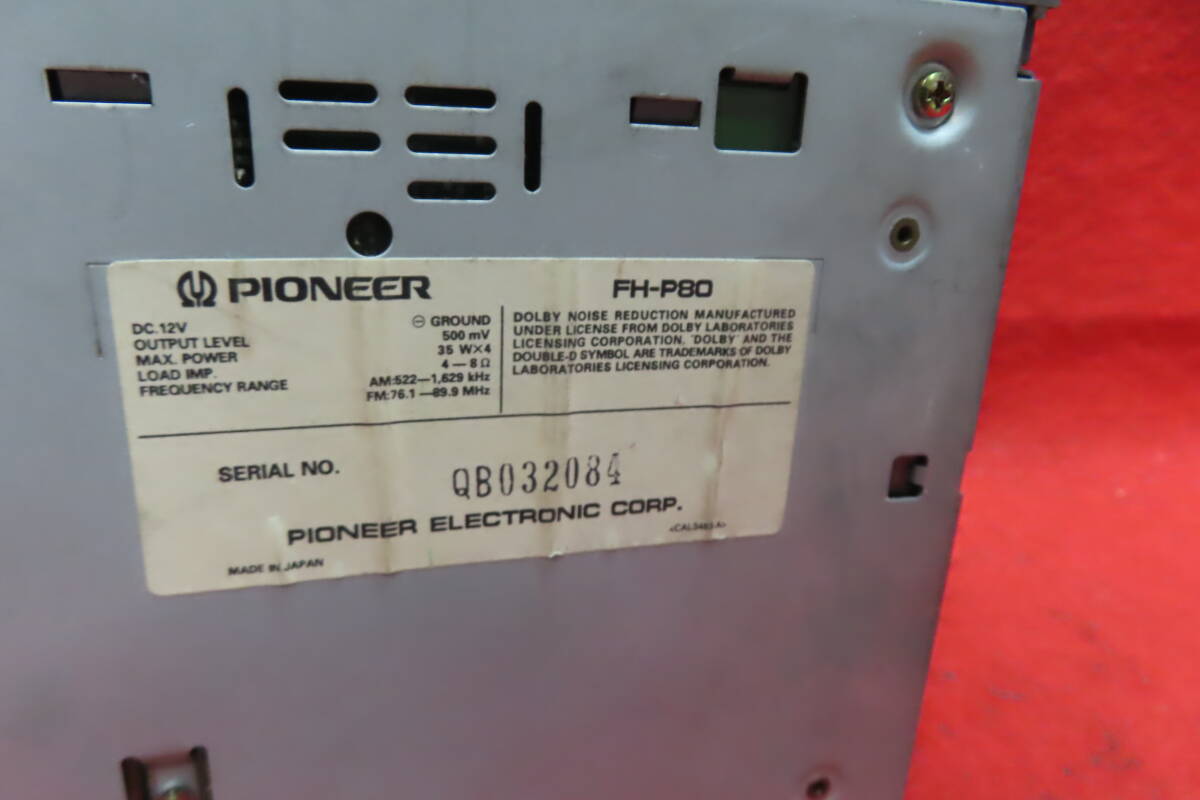 PIONEER
FH-P80
DC.12V ⊖ GROUND
OUTPUT LEVEL 500 mV
MAX. POWER 35 W×4
LOAD IMP. 4—8Ω
FREQUENCY RANGE AM:522—1,629 kHz
FM:76.1—89.9 MHz
DOLBY NOISE REDUCTION MANUFACTURED
UNDER LICENSE FROM DOLBY LABORATORIES
LICENSING CORPORATION. "DOLBY" AND THE
DOUBLE-D SYMBOL ARE TRADEMARKS OF DOLBY
LABORATORIES LICENSING CORPORATION.
SERIAL NO. QB032084
PIONEER ELECTRONIC CORP.
MADE IN JAPAN